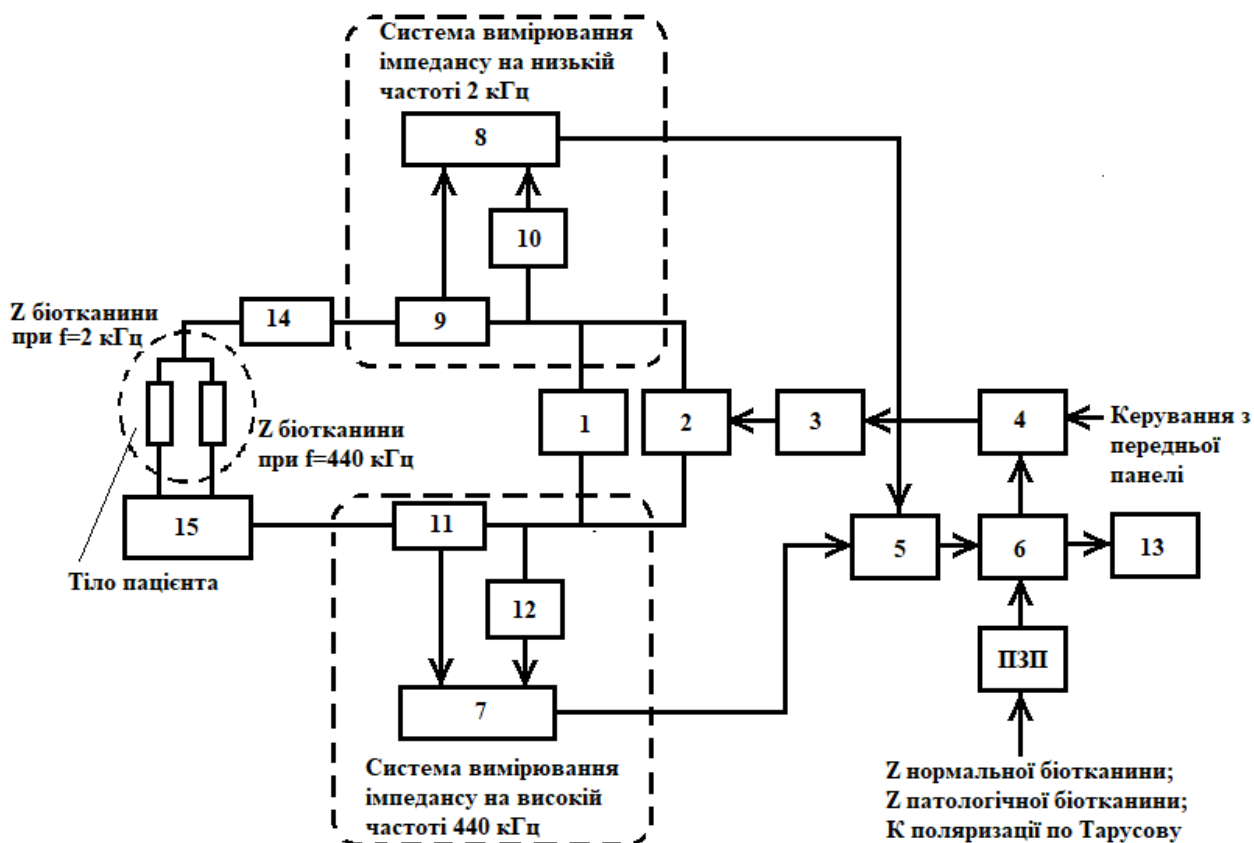 Система вимірювання
імпедансу на низькій
частоті 2 кГц
8
10
Z біотканини
при f=2 кГц
14
9
1
2
3
4
Керування з
передньої
панелі
Z біотканини
при f=440 кГц
15
11
5
6
13
Тіло пацієнта
12
ПЗП
7
Система вимірювання
імпедансу на високій
частоті 440 кГц
Z нормальної біотканини;
Z патологічної біотканини;
К поляризації по Тарусову